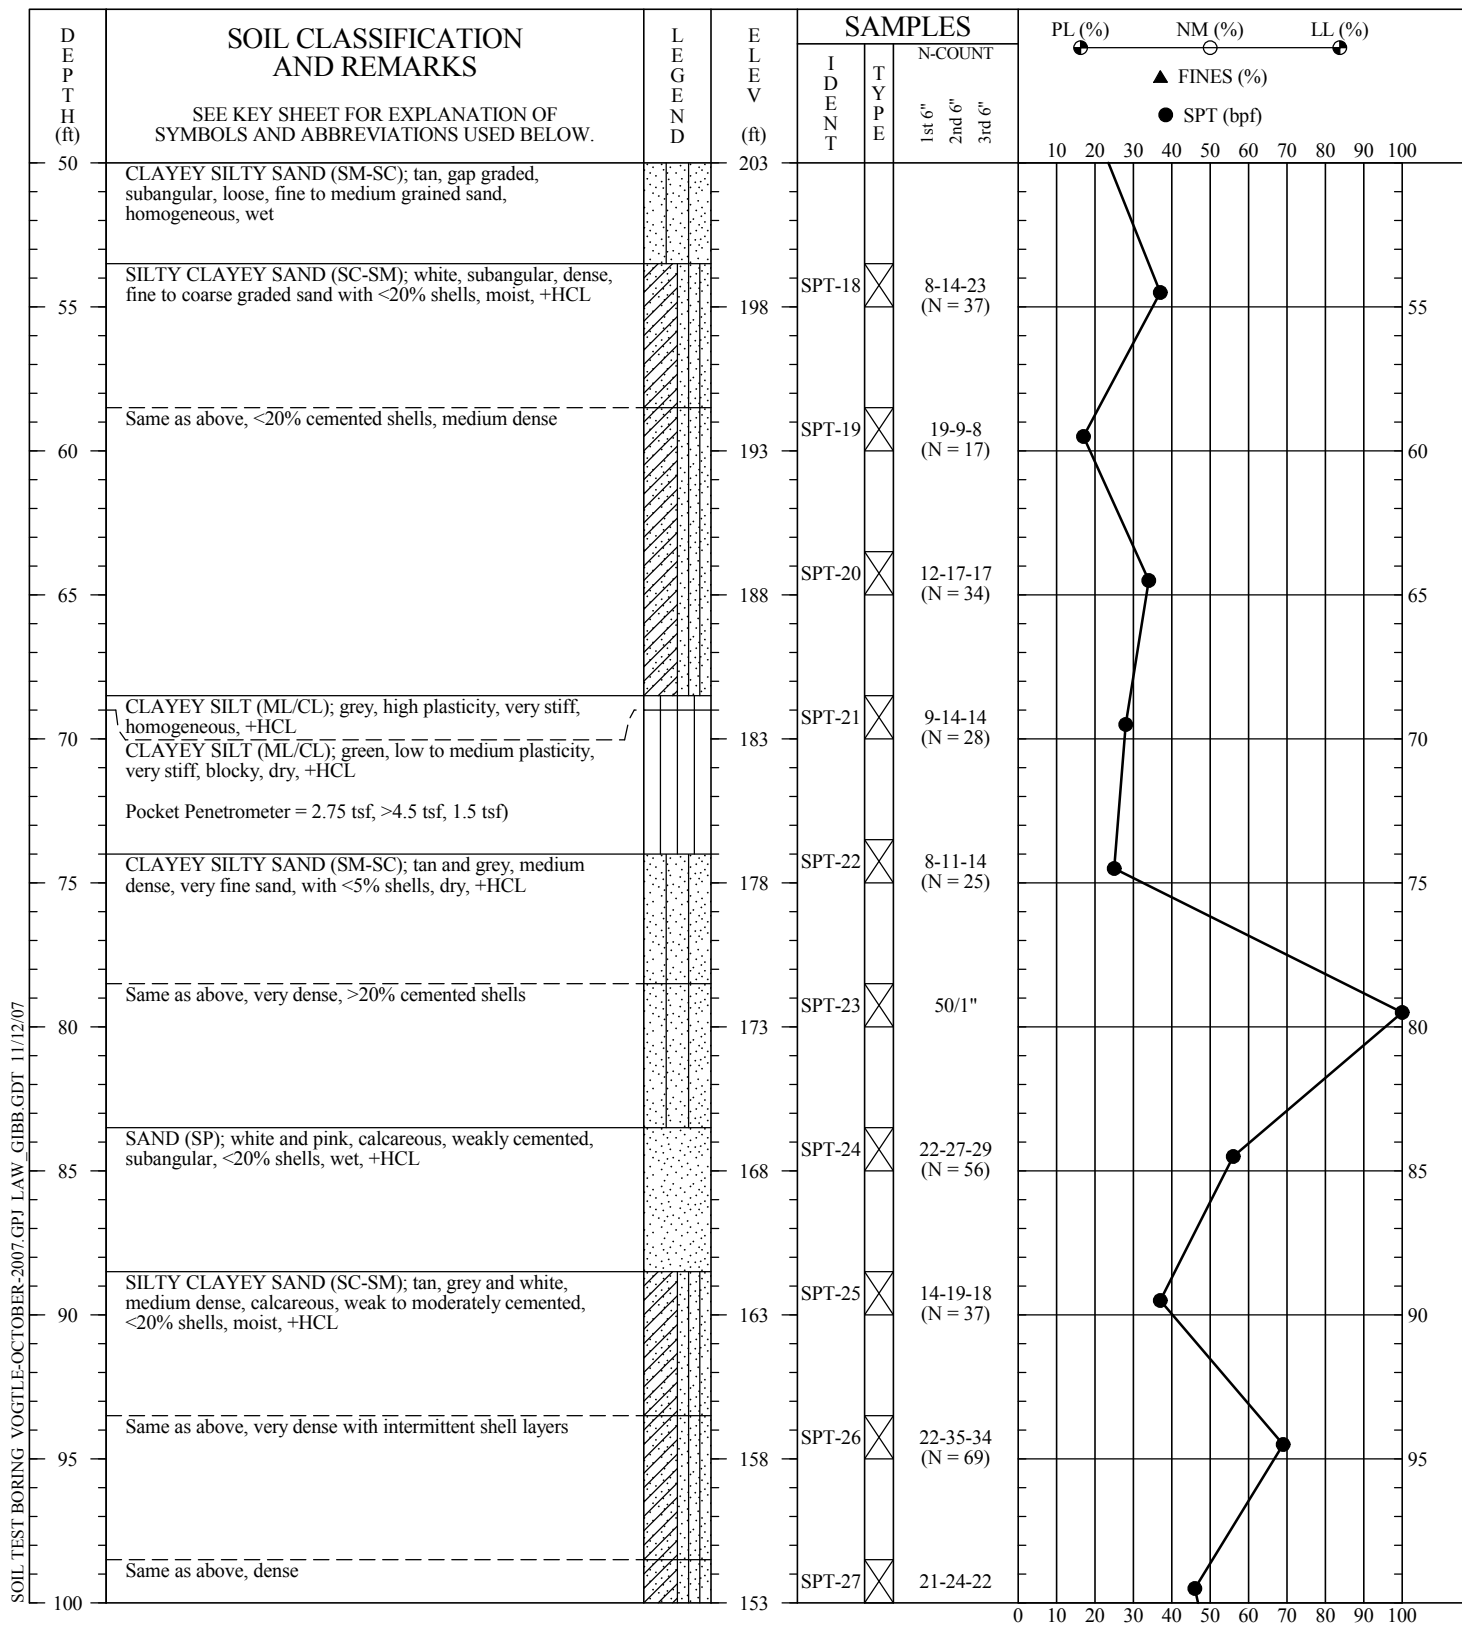 DEPTH (ft)
SOIL CLASSIFICATION
AND REMARKS
SEE KEY SHEET FOR EXPLANATION OF
SYMBOLS AND ABBREVIATIONS USED BELOW.
LEGEND
ELEV (ft)
SAMPLES
IDENT
TYPE
N-COUNT
1st 6"
2nd 6"
3rd 6"
PL (%) NM (%) LL (%)
FINES (%)
SPT (bpf)
10 20 30 40 50 60 70 80 90 100
50
CLAYEY SILTY SAND (SM-SC); tan, gap graded,
subangular, loose, fine to medium grained sand,
homogeneous, wet
203
SILTY CLAYEY SAND (SC-SM); white, subangular, dense,
fine to coarse graded sand with <20% shells, moist, +HCL
SPT-18
8-14-23
(N = 37)
55
198
55
Same as above, <20% cemented shells, medium dense
SPT-19
19-9-8
(N = 17)
60
193
60
SPT-20
12-17-17
(N = 34)
65
188
65
CLAYEY SILT (ML/CL); grey, high plasticity, very stiff,
homogeneous, +HCL
SPT-21
9-14-14
(N = 28)
70
183
70
CLAYEY SILT (ML/CL); green, low to medium plasticity,
very stiff, blocky, dry, +HCL
Pocket Penetrometer = 2.75 tsf, >4.5 tsf, 1.5 tsf)
CLAYEY SILTY SAND (SM-SC); tan and grey, medium
dense, very fine sand, with <5% shells, dry, +HCL
SPT-22
8-11-14
(N = 25)
75
178
75
Same as above, very dense, >20% cemented shells
SPT-23
50/1"
80
173
80
SAND (SP); white and pink, calcareous, weakly cemented,
subangular, <20% shells, wet, +HCL
SPT-24
22-27-29
(N = 56)
85
168
85
SILTY CLAYEY SAND (SC-SM); tan, grey and white,
medium dense, calcareous, weak to moderately cemented,
<20% shells, moist, +HCL
SPT-25
14-19-18
(N = 37)
90
163
90
Same as above, very dense with intermittent shell layers
SPT-26
22-35-34
(N = 69)
95
158
95
Same as above, dense
SPT-27
21-24-22
100
153
0 10 20 30 40 50 60 70 80 90 100
SOIL TEST BORING VOGTLE-OCTOBER-2007.GPJ LAW_GIBB.GDT 11/12/07